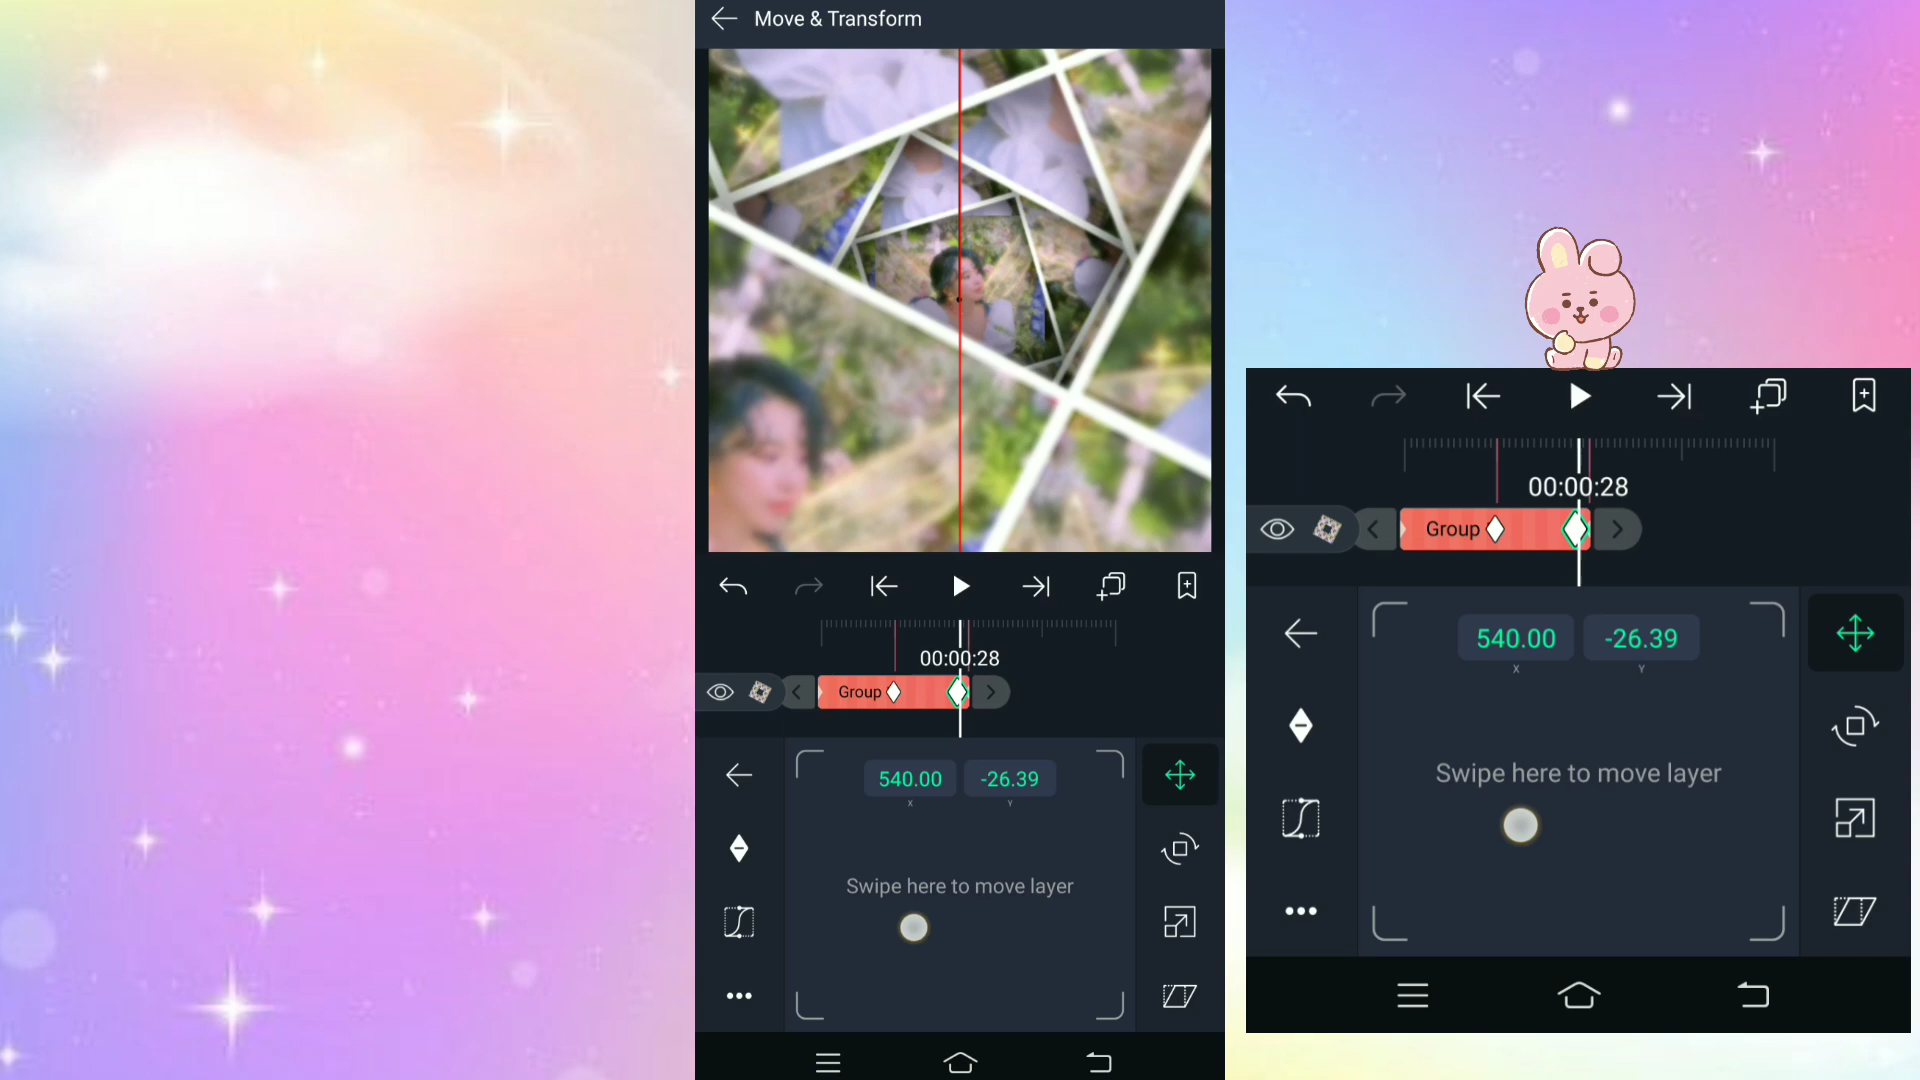 Move & Transform
00:00:28
Group
540.00 -26.39
X Y
Swipe here to move layer
00:00:28
Group
540.00 -26.39
X Y
Swipe here to move layer